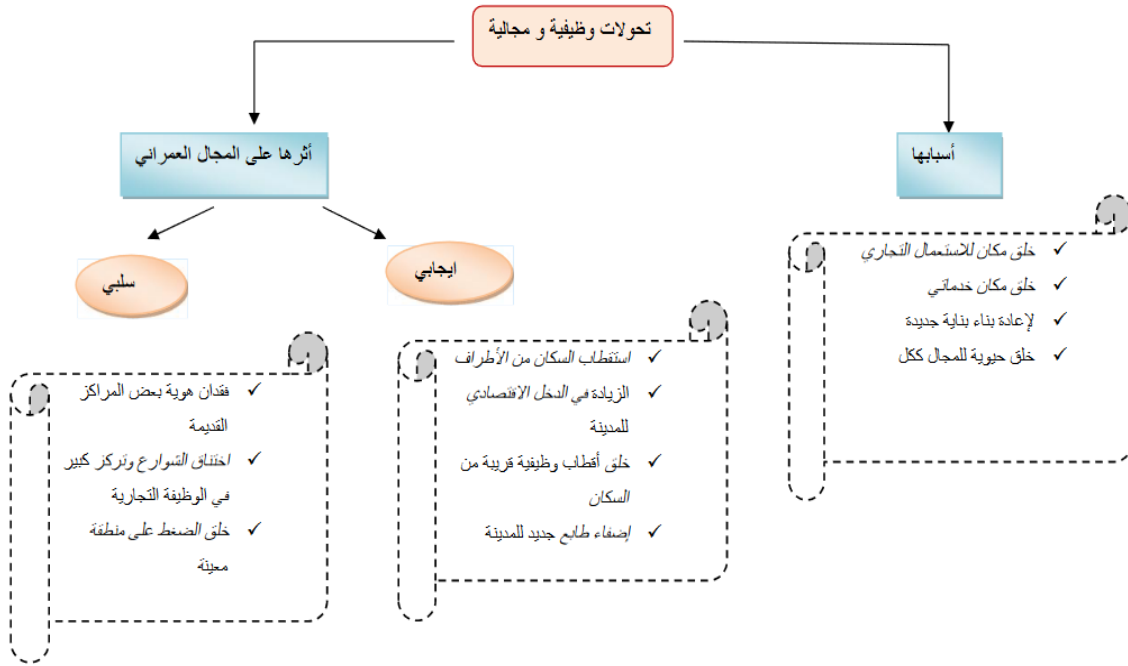 تحولات وظيفية و مجالية
أسبابها
خلق مكان للاستعمال التجاري
خلق مكان خدماتي
لإعادة بناء بناية جديدة
خلق حيوية للمجال ككل
أثرها على المجال العمراني
ايجابي
استقطاب السكان من الأطراف
الزيادة في الدخل الاقتصادي
للمدينة
خلق أقطاب وظيفية قريبة من
السكان
إضفاء طابع جديد للمدينة
سلبي
فقدان هوية بعض المراكز
القديمة
اختناق الشوارع وتركز كبير
في الوظيفة التجارية
خلق الضغط على منطقة
معينة